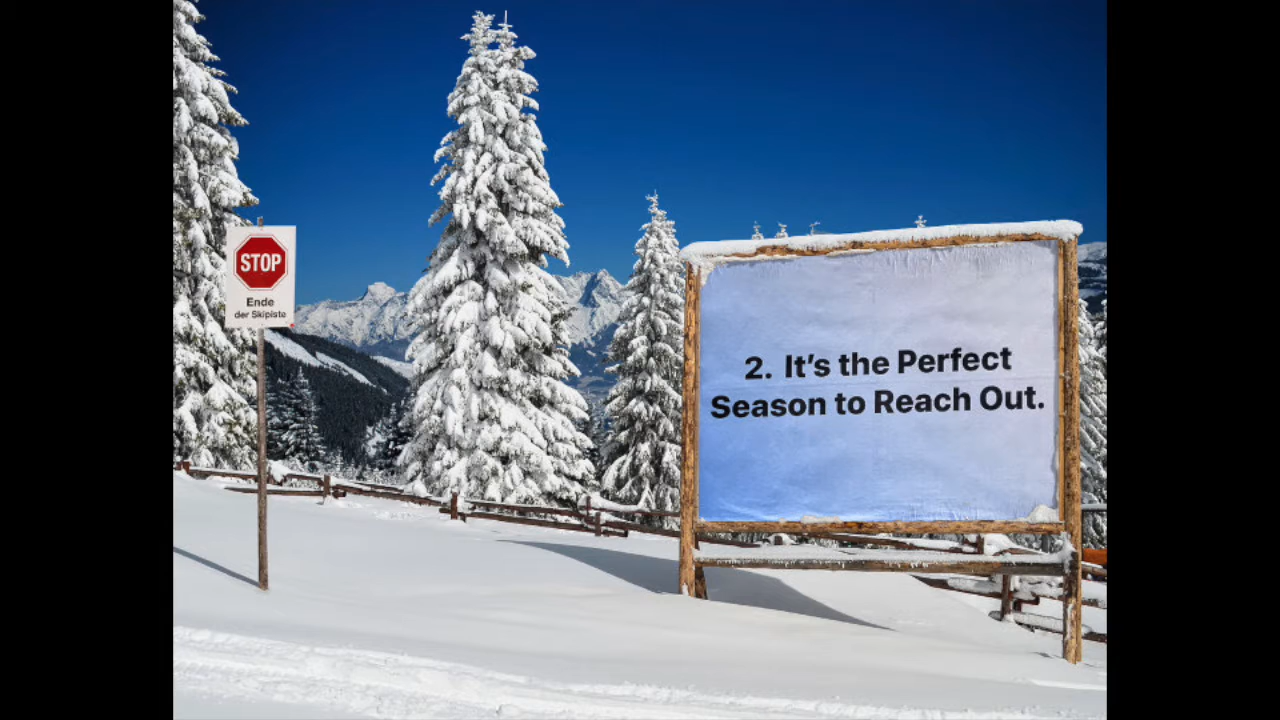 STOP
Ende
der Skipiste
2. It's the Perfect
Season to Reach Out.